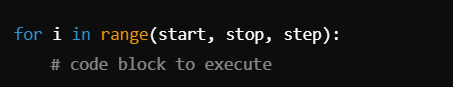 for i in range(start, stop, step):
    # code block to execute